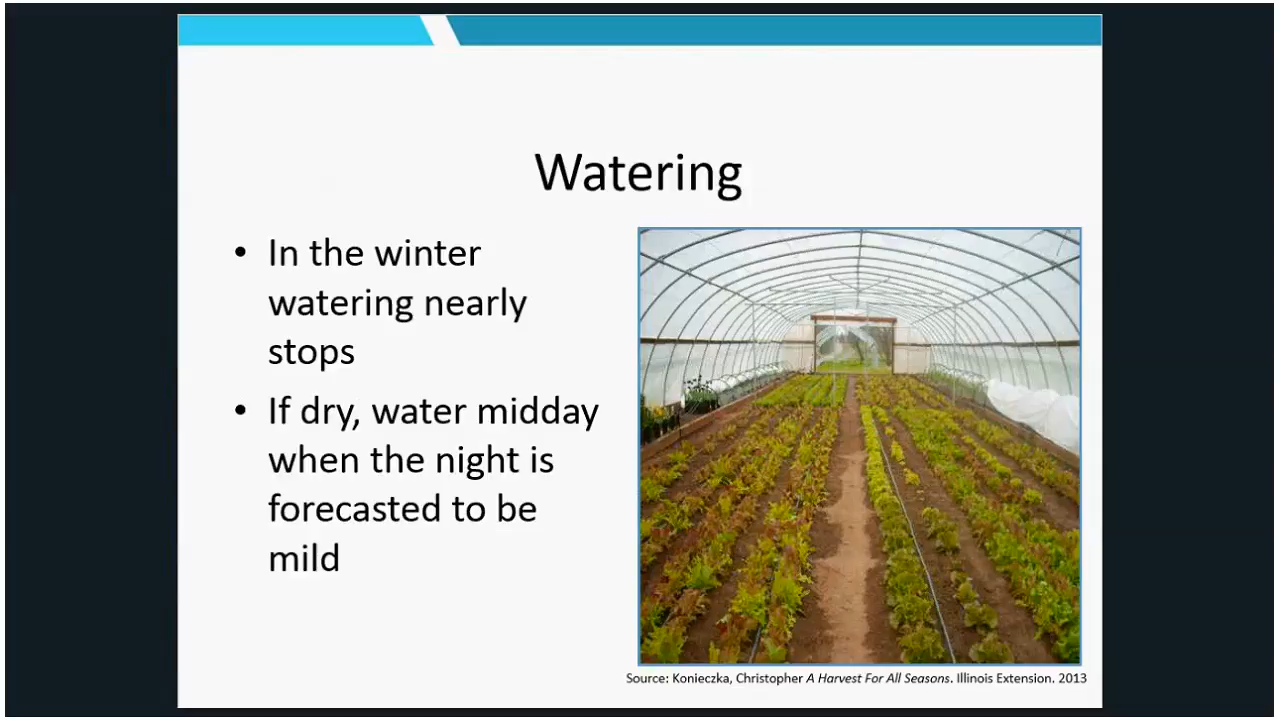 Watering
• In the winter
watering nearly
stops
• If dry, water midday
when the night is
forecasted to be
mild
Source: Konieczka, Christopher A Harvest For All Seasons. Illinois Extension. 2013